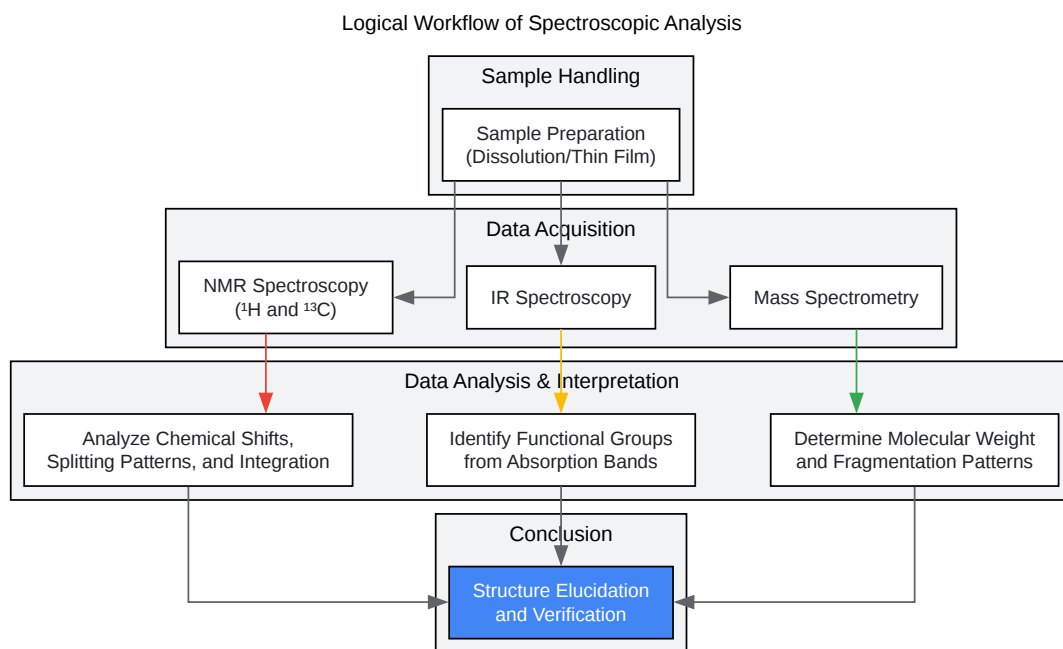 Logical Workflow of Spectroscopic Analysis
Sample Handling
Sample Preparation
(Dissolution/Thin Film)
Data Acquisition
NMR Spectroscopy
(¹H and ¹³C)
IR Spectroscopy
Mass Spectrometry
Data Analysis & Interpretation
Analyze Chemical Shifts,
Splitting Patterns, and Integration
Identify Functional Groups
from Absorption Bands
Determine Molecular Weight
and Fragmentation Patterns
Conclusion
Structure Elucidation
and Verification